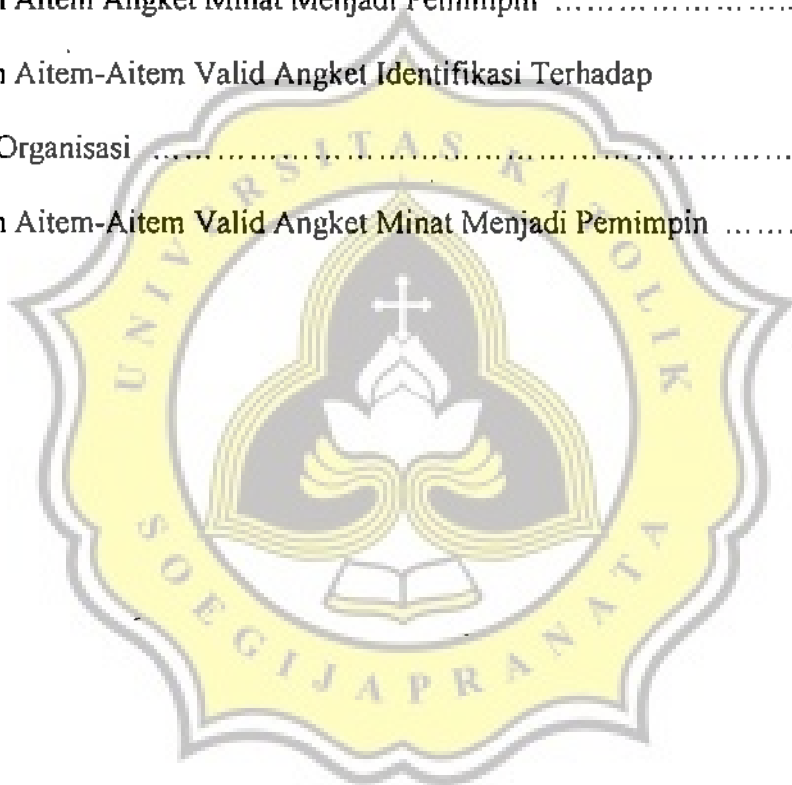 Aitem Angket Minat Menjadi Pemimpin ........................
Aitem-Aitem Valid Angket Identifikasi Terhadap
Organisasi ............................................................
Aitem-Aitem Valid Angket Minat Menjadi Pemimpin ........
UNIVERSITAS KATOLIK
SOEGIJAPRANATA